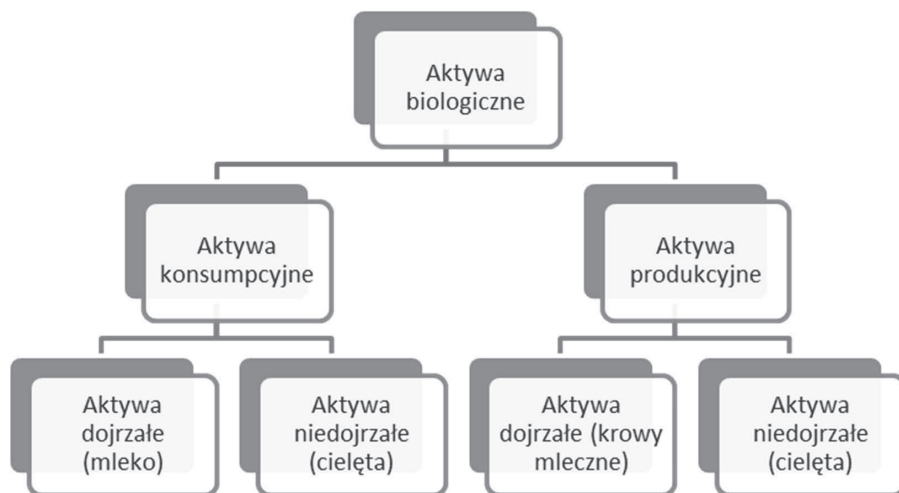 Aktywa
biologiczne
Aktywa
konsumpcyjne
Aktywa
produkcyjne
Aktywa
dojrzałe
(mleko)
Aktywa
niedojrzałe
(cielęta)
Aktywa
dojrzałe (krowy
mleczne)
Aktywa
niedojrzałe
(cielęta)